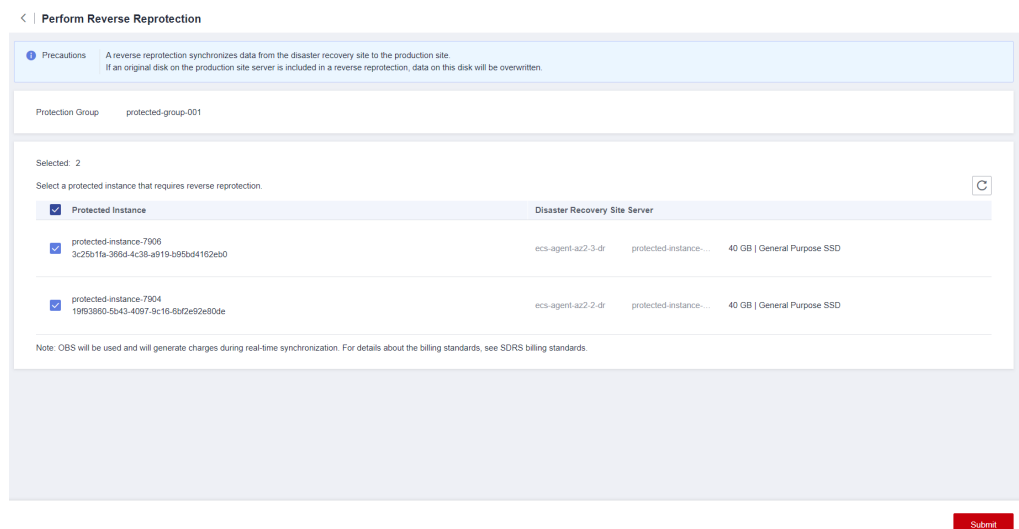 Perform Reverse Reprotection
Precautions
A reverse reprotection synchronizes data from the disaster recovery site to the production site.
If an original disk on the production site server is included in a reverse reprotection, data on this disk will be overwritten.
Protection Group protected-group-001
Selected: 2
Select a protected instance that requires reverse reprotection.
Protected Instance Disaster Recovery Site Server
protected-instance-7906
3c25b1fa-366d-4c38-a919-b95bd4162eb0
ecs-agent-az2-3-dr protected-instance-... 40 GB | General Purpose SSD
protected-instance-7904
19f93860-5b43-4097-9c16-6bf2e92e80de
ecs-agent-az2-2-dr protected-instance-... 40 GB | General Purpose SSD
Note: OBS will be used and will generate charges during real-time synchronization. For details about the billing standards, see SDRS billing standards.
Submit